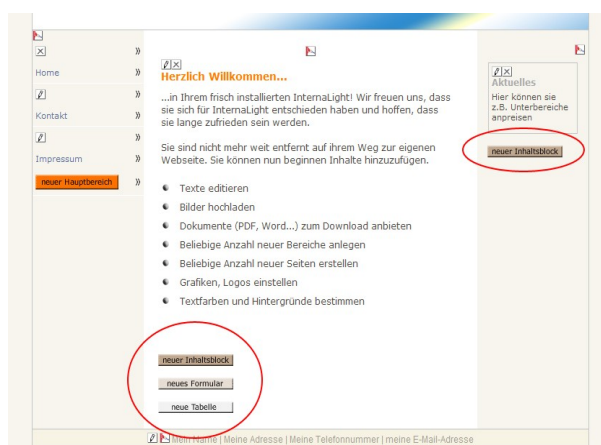 Home
Kontakt
Impressum
neuer Hauptbereich
Herzlich Willkommen...
...in Ihrem frisch installierten InternaLight! Wir freuen uns, dass
sie sich für InternaLight entschieden haben und hoffen, dass
sie lange zufrieden sein werden.
Sie sind nicht mehr weit entfernt auf ihrem Weg zur eigenen
Webseite. Sie können nun beginnen Inhalte hinzuzufügen.
Texte editieren
Bilder hochladen
Dokumente (PDF, Word...) zum Download anbieten
Beliebige Anzahl neuer Bereiche anlegen
Beliebige Anzahl neuer Seiten erstellen
Grafiken, Logos einstellen
Textfarben und Hintergründe bestimmen
neuer Inhaltsblock
neues Formular
neue Tabelle
Aktuelles
Hier können sie
z.B. Unterbereiche
anpreisen
neuer Inhaltsblock
Mein Name | Meine Adresse | Meine Telefonnummer | meine E-Mail-Adresse